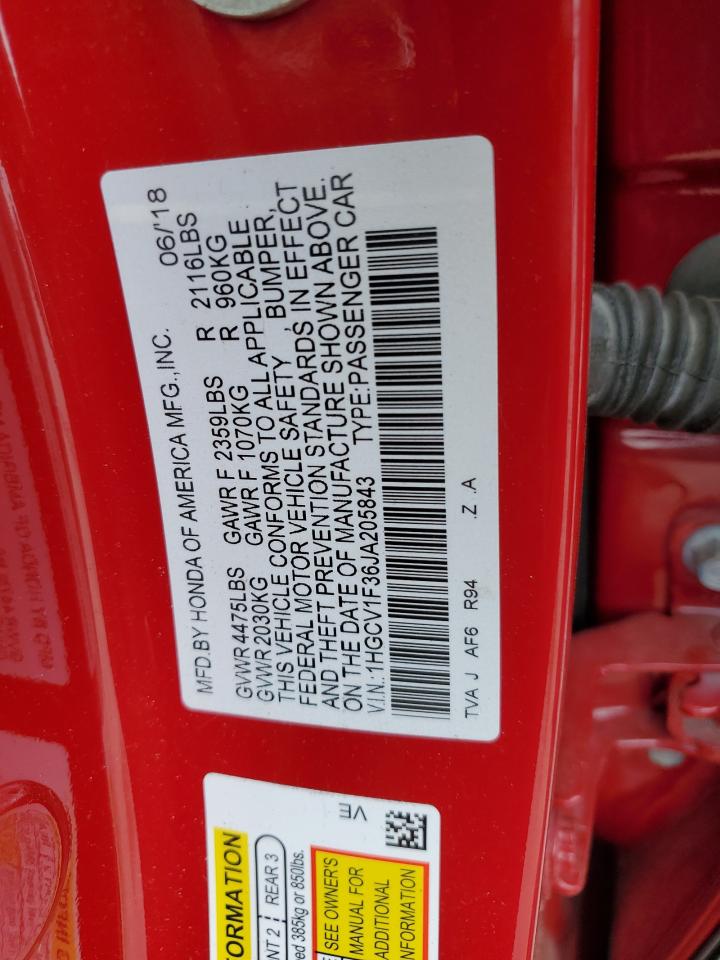 MFD.BY HONDA OF AMERICA MFG.,INC. 06/18
GVWR 4475LBS GAWR F 2359LBS R 2116LBS
GVWR 2030KG GAWR F 1070KG R 960KG
THIS VEHICLE CONFORMS TO ALL APPLICABLE
FEDERAL MOTOR VEHICLE SAFETY , BUMPER,
AND THEFT PREVENTION STANDARDS IN EFFECT
ON THE DATE OF MANUFACTURE SHOWN ABOVE.
V.I.N.:1HGCV1F36JA205843 TYPE:PASSENGER CAR
TVA J AF6 R94 .Z .A
ORMATION
NT 2 REAR 3
ed 385kg or 850lbs.
VE
SEE OWNER'S
MANUAL FOR
ADDITIONAL
NFORMATION